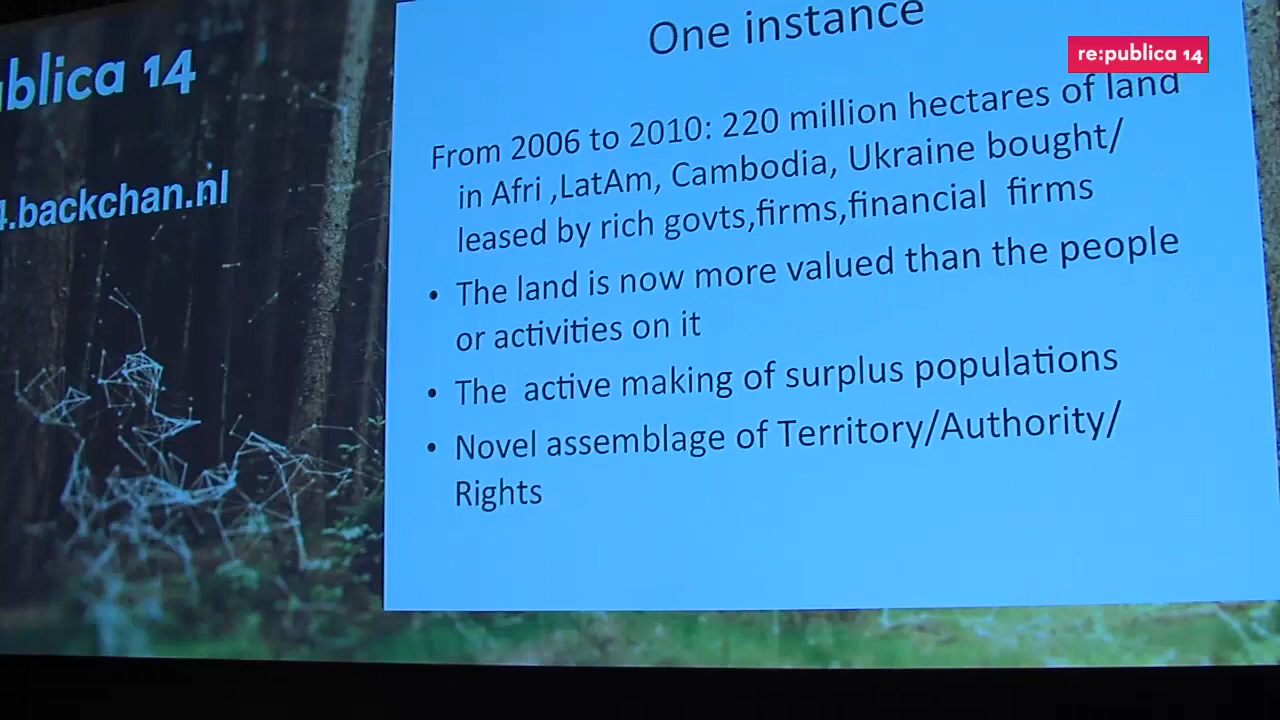 ublica 14
4.backchan.nl
re:publica 14
One instance
From 2006 to 2010: 220 million hectares of land
in Afri ,LatAm, Cambodia, Ukraine bought/
leased by rich govts,firms,financial  firms
• The land is now more valued than the people
or activities on it
• The  active making of surplus populations
• Novel assemblage of Territory/Authority/
Rights